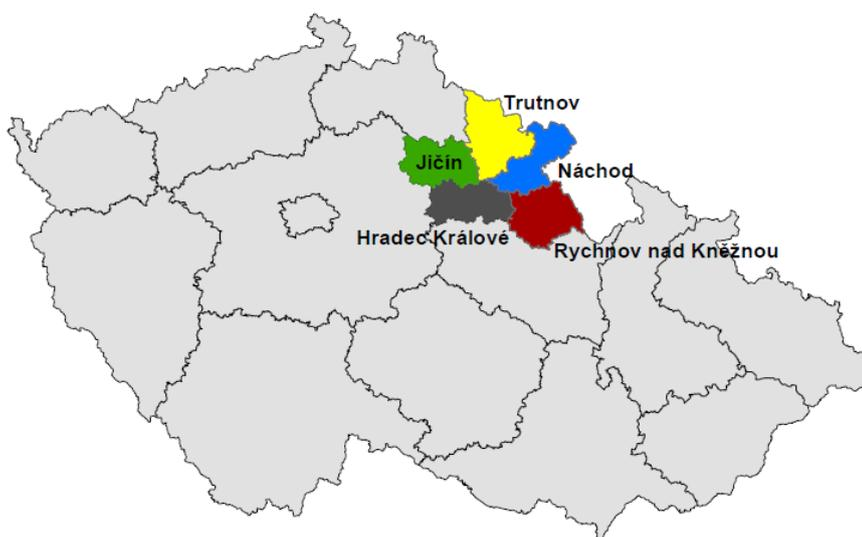 Trutnov
Jičín
Náchod
Hradec Králové
Rychnov nad Kněžnou